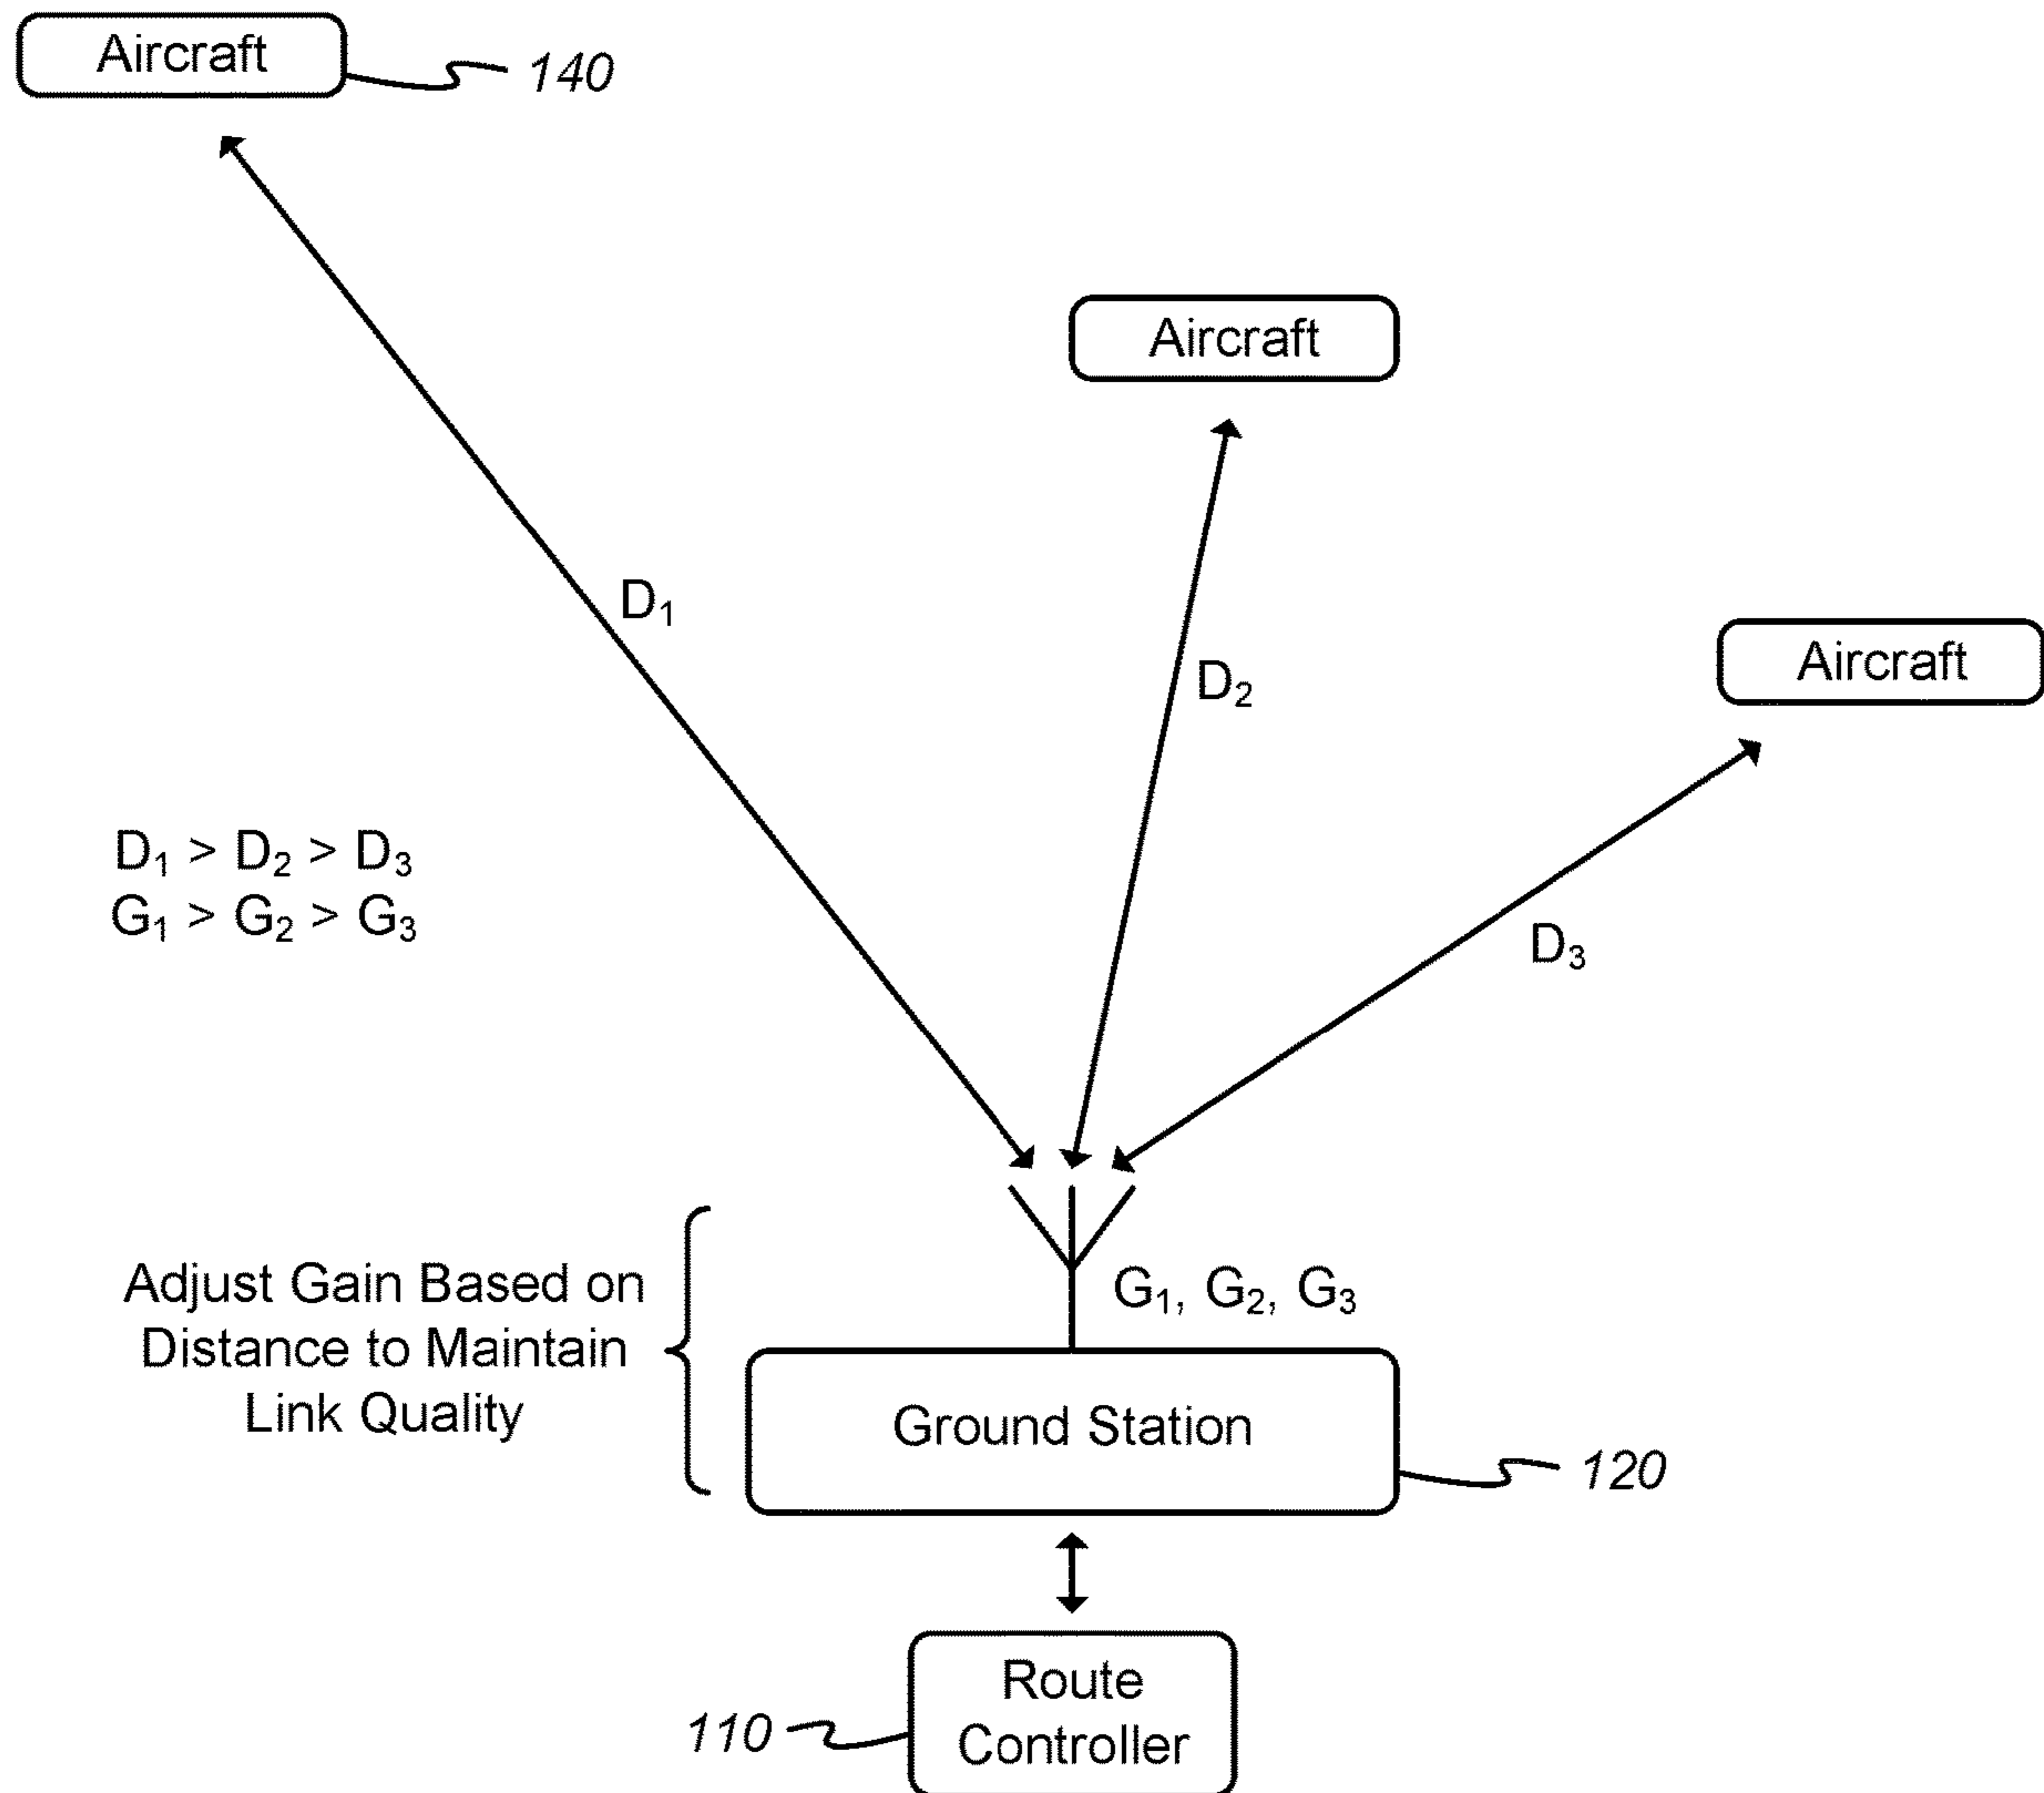 Aircraft
140
Aircraft
D₁
Aircraft
D₂
D₁ > D₂ > D₃
G₁ > G₂ > G₃
D₃
Adjust Gain Based on
Distance to Maintain
Link Quality
G₁, G₂, G₃
Ground Station
120
Route
Controller
110